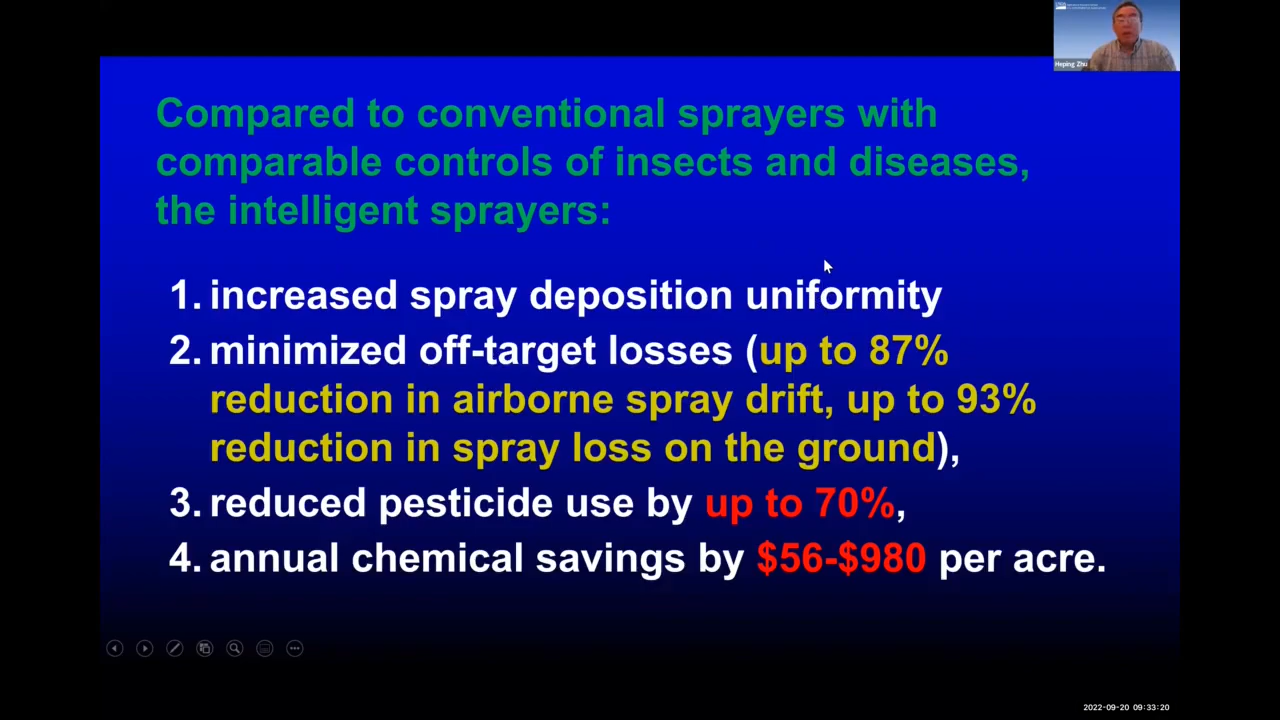 Heping Zhu
Compared to conventional sprayers with
comparable controls of insects and diseases,
the intelligent sprayers:
1. increased spray deposition uniformity
2. minimized off-target losses (up to 87%
reduction in airborne spray drift, up to 93%
reduction in spray loss on the ground),
3. reduced pesticide use by up to 70%,
4. annual chemical savings by $56-$980 per acre.
2022-09-20 09:33:20